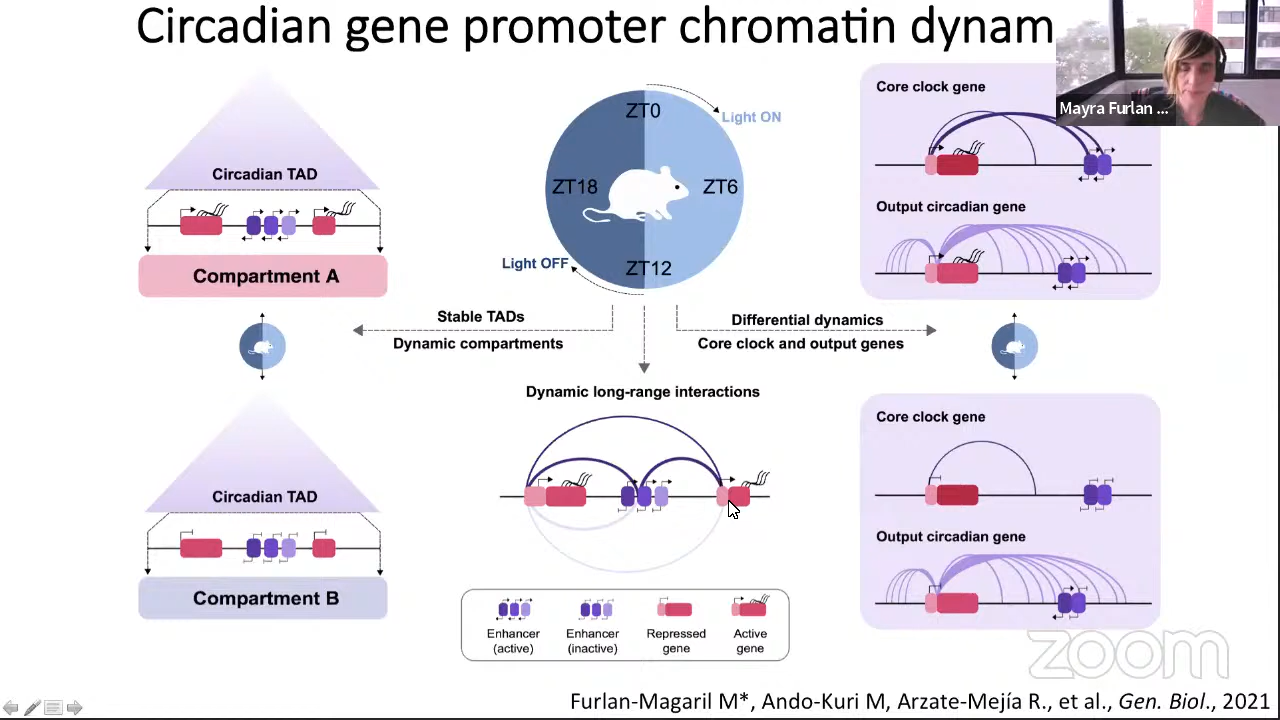 Circadian gene promoter chromatin dynam
Mayra Furlan ...
Circadian TAD
Compartment A
ZT0
Light ON
ZT18
ZT6
Light OFF
ZT12
Core clock gene
Output circadian gene
Stable TADs
Dynamic compartments
Differential dynamics
Core clock and output genes
Dynamic long-range interactions
Circadian TAD
Compartment B
Core clock gene
Output circadian gene
Enhancer
(active)
Enhancer
(inactive)
Repressed
gene
Active
gene
zoom
Furlan-Magaril M*, Ando-Kuri M, Arzate-Mejía R., et al., Gen. Biol., 2021